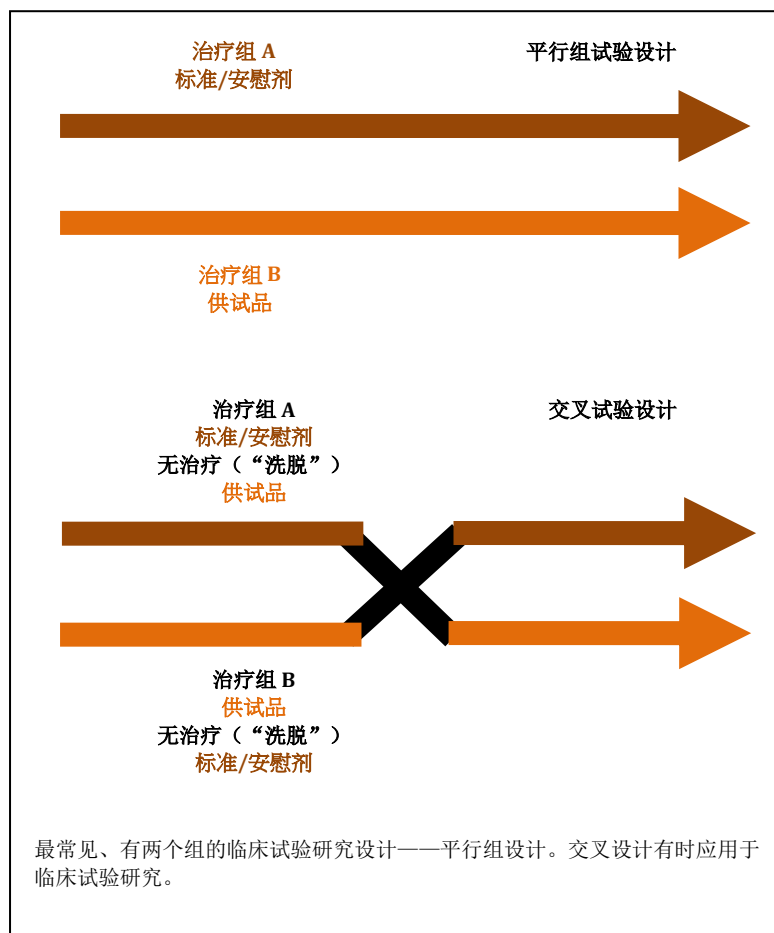 治疗组 A
标准/安慰剂
平行组试验设计
治疗组 B
供试品
治疗组 A
标准/安慰剂
无治疗（“洗脱”）
供试品
交叉试验设计
治疗组 B
供试品
无治疗（“洗脱”）
标准/安慰剂
最常见、有两个组的临床试验研究设计——平行组设计。交叉设计有时应用于
临床试验研究。